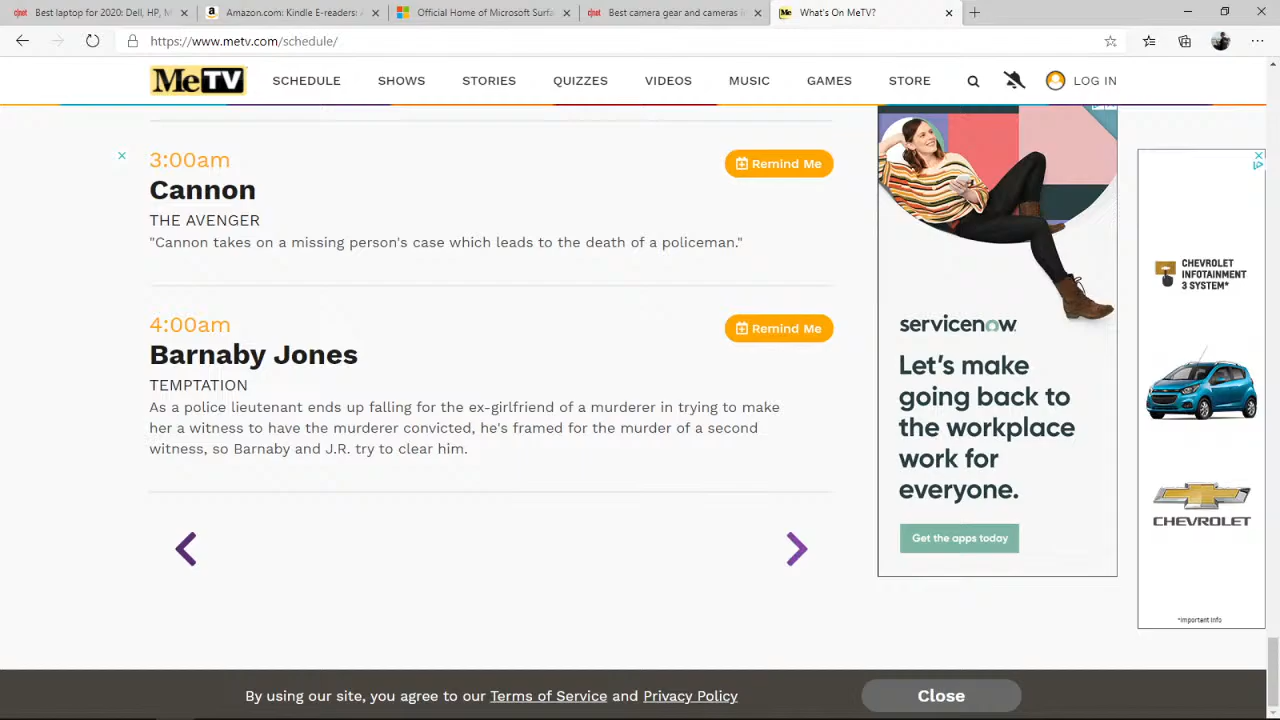 Best laptop for 2020: Dell, HP, M
Amazon.com: Kindle E-readers: A
Official Home of Microsoft Surfa
Best camera gear and cameras i
What's On MeTV?
https://www.metv.com/schedule/
MeTV
SCHEDULE
SHOWS
STORIES
QUIZZES
VIDEOS
MUSIC
GAMES
STORE
LOG IN
3:00am
Remind Me
Cannon
THE AVENGER
"Cannon takes on a missing person's case which leads to the death of a policeman."
4:00am
Remind Me
Barnaby Jones
TEMPTATION
As a police lieutenant ends up falling for the ex-girlfriend of a murderer in trying to make
her a witness to have the murderer convicted, he's framed for the murder of a second
witness, so Barnaby and J.R. try to clear him.
servicenow
Let's make
going back to
the workplace
work for
everyone.
Get the apps today
CHEVROLET
INFOTAINMENT
3 SYSTEM*
CHEVROLET
*Important Info
By using our site, you agree to our Terms of Service and Privacy Policy
Close